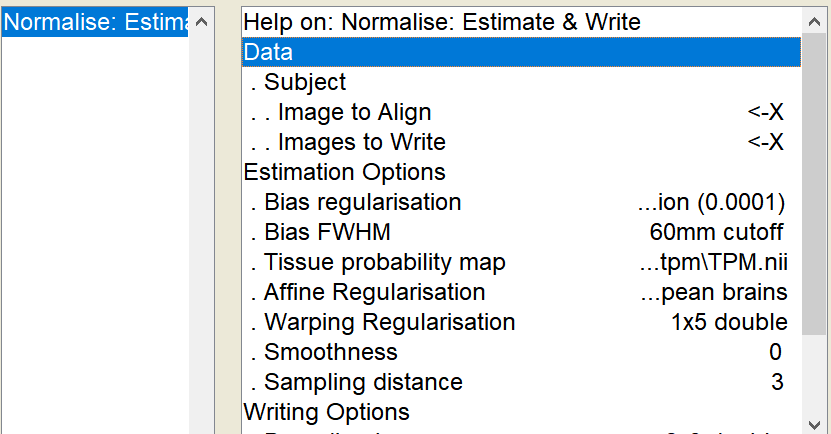 Normalise: Estima
Help on: Normalise: Estimate & Write
Data
. Subject
. . Image to Align <-X
. . Images to Write <-X
Estimation Options
. Bias regularisation ...ion (0.0001)
. Bias FWHM 60mm cutoff
. Tissue probability map ...tpm\TPM.nii
. Affine Regularisation ...pean brains
. Warping Regularisation 1x5 double
. Smoothness 0
. Sampling distance 3
Writing Options